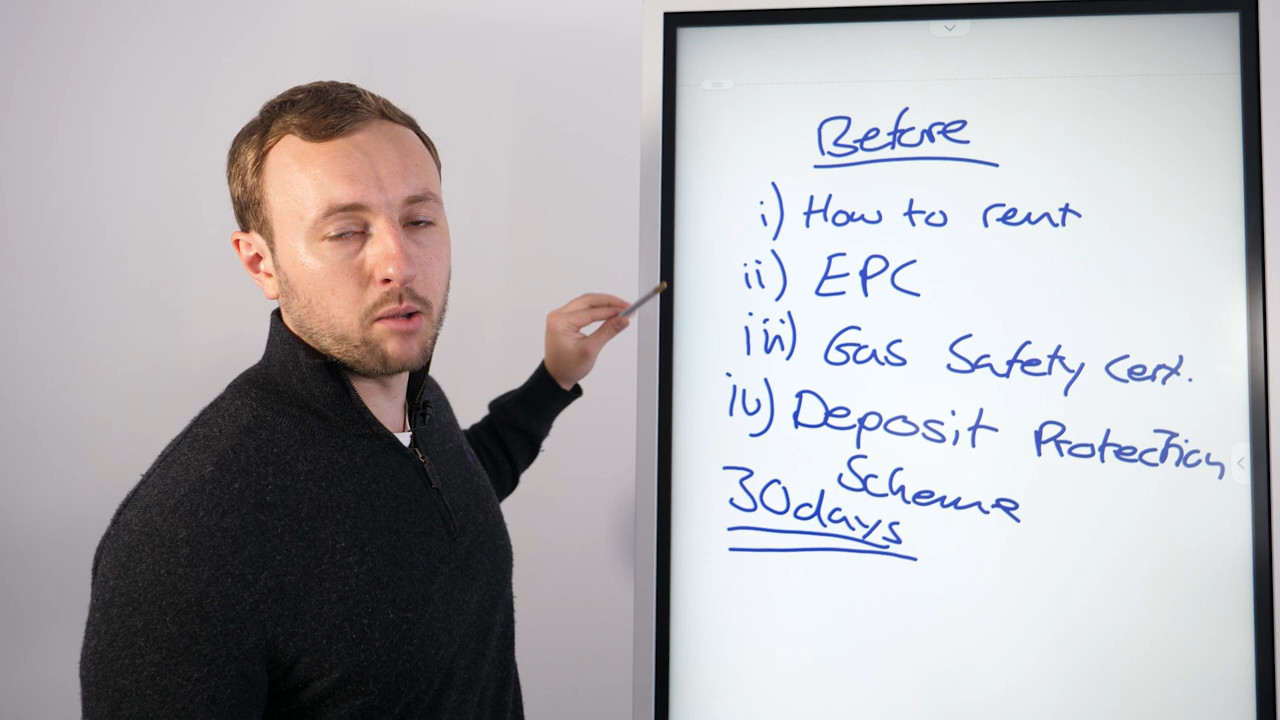 Before
i) How to rent
ii) EPC
iii) Gas Safety Cert.
iv) Deposit Protection
Scheme
30days